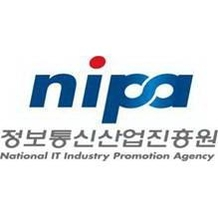 nipa
정보통신산업진흥원
National IT Industry Promotion Agency